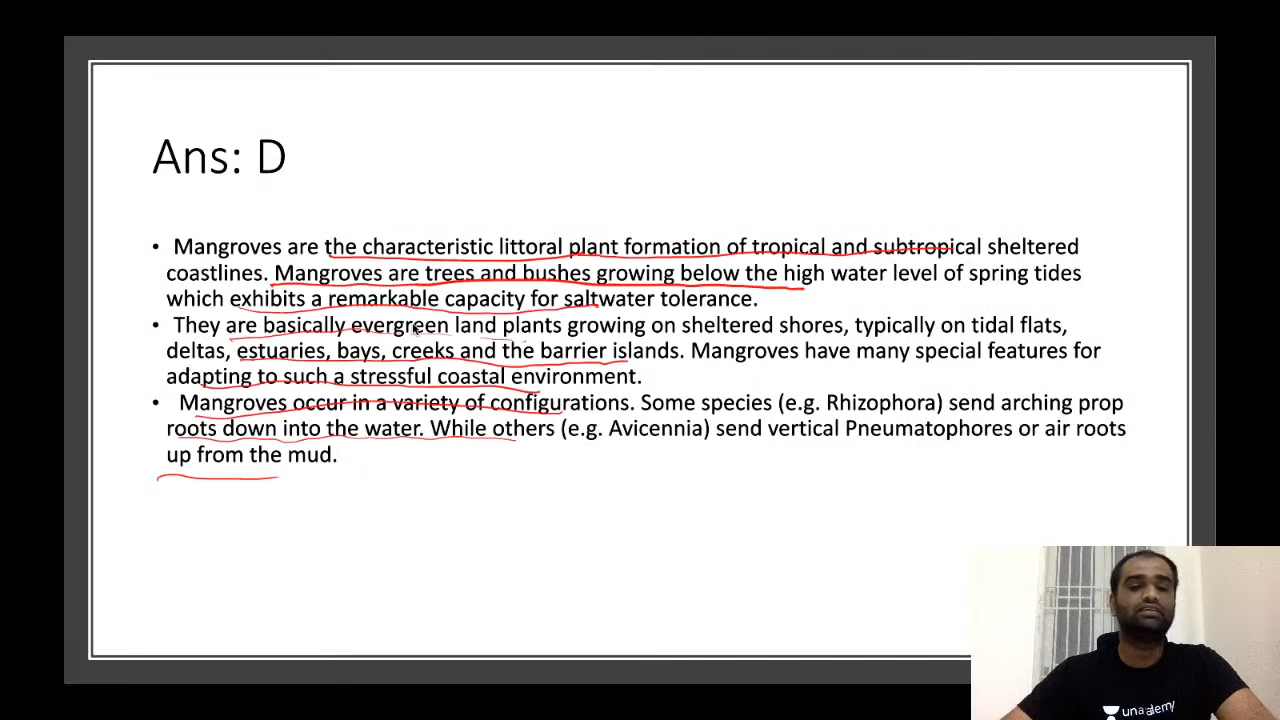 Ans: D
• Mangroves are the characteristic littoral plant formation of tropical and subtropical sheltered
coastlines. Mangroves are trees and bushes growing below the high water level of spring tides
which exhibits a remarkable capacity for saltwater tolerance.
• They are basically evergreen land plants growing on sheltered shores, typically on tidal flats,
deltas, estuaries, bays, creeks and the barrier islands. Mangroves have many special features for
adapting to such a stressful coastal environment.
• Mangroves occur in a variety of configurations. Some species (e.g. Rhizophora) send arching prop
roots down into the water. While others (e.g. Avicennia) send vertical Pneumatophores or air roots
up from the mud.
unacademy